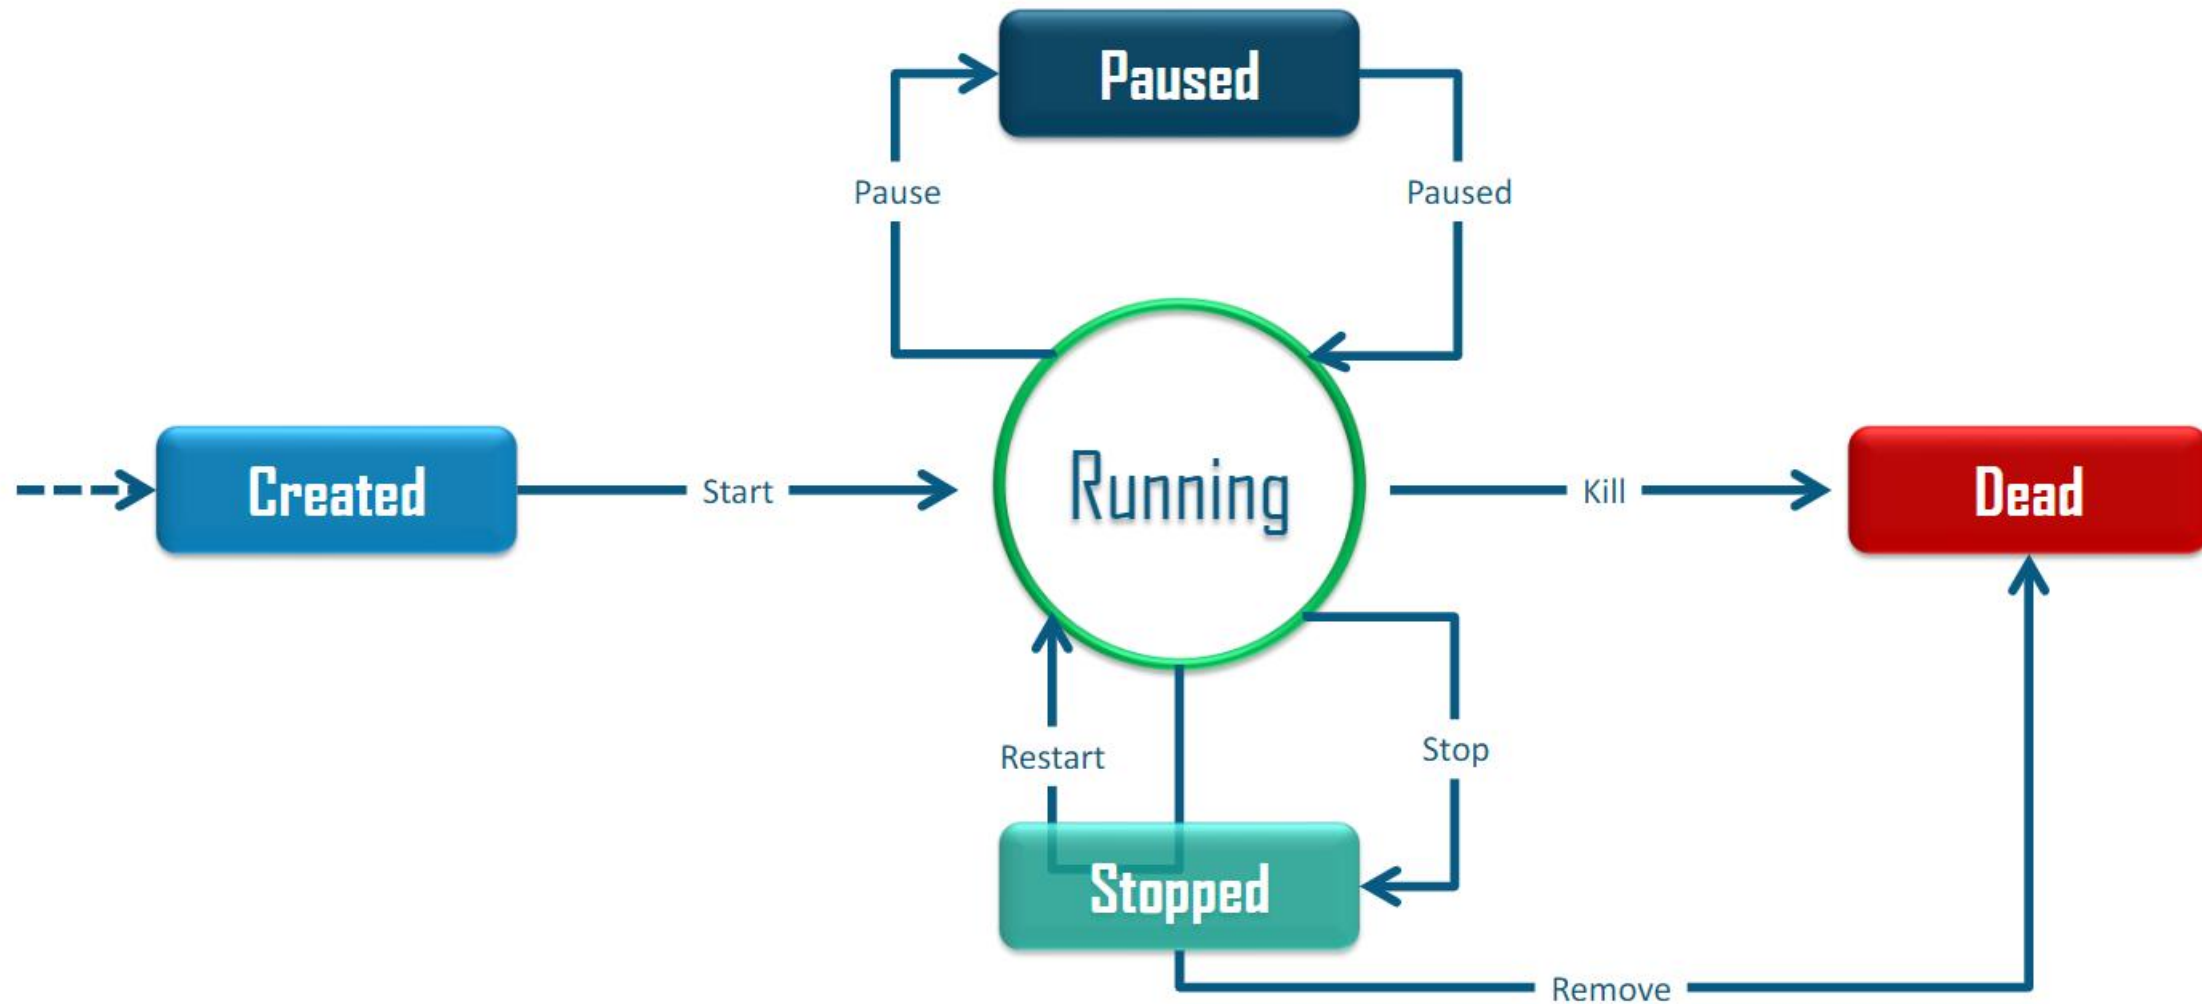 Paused
Pause
Paused
Created
Start
Running
Kill
Dead
Restart
Stop
Stopped
Remove